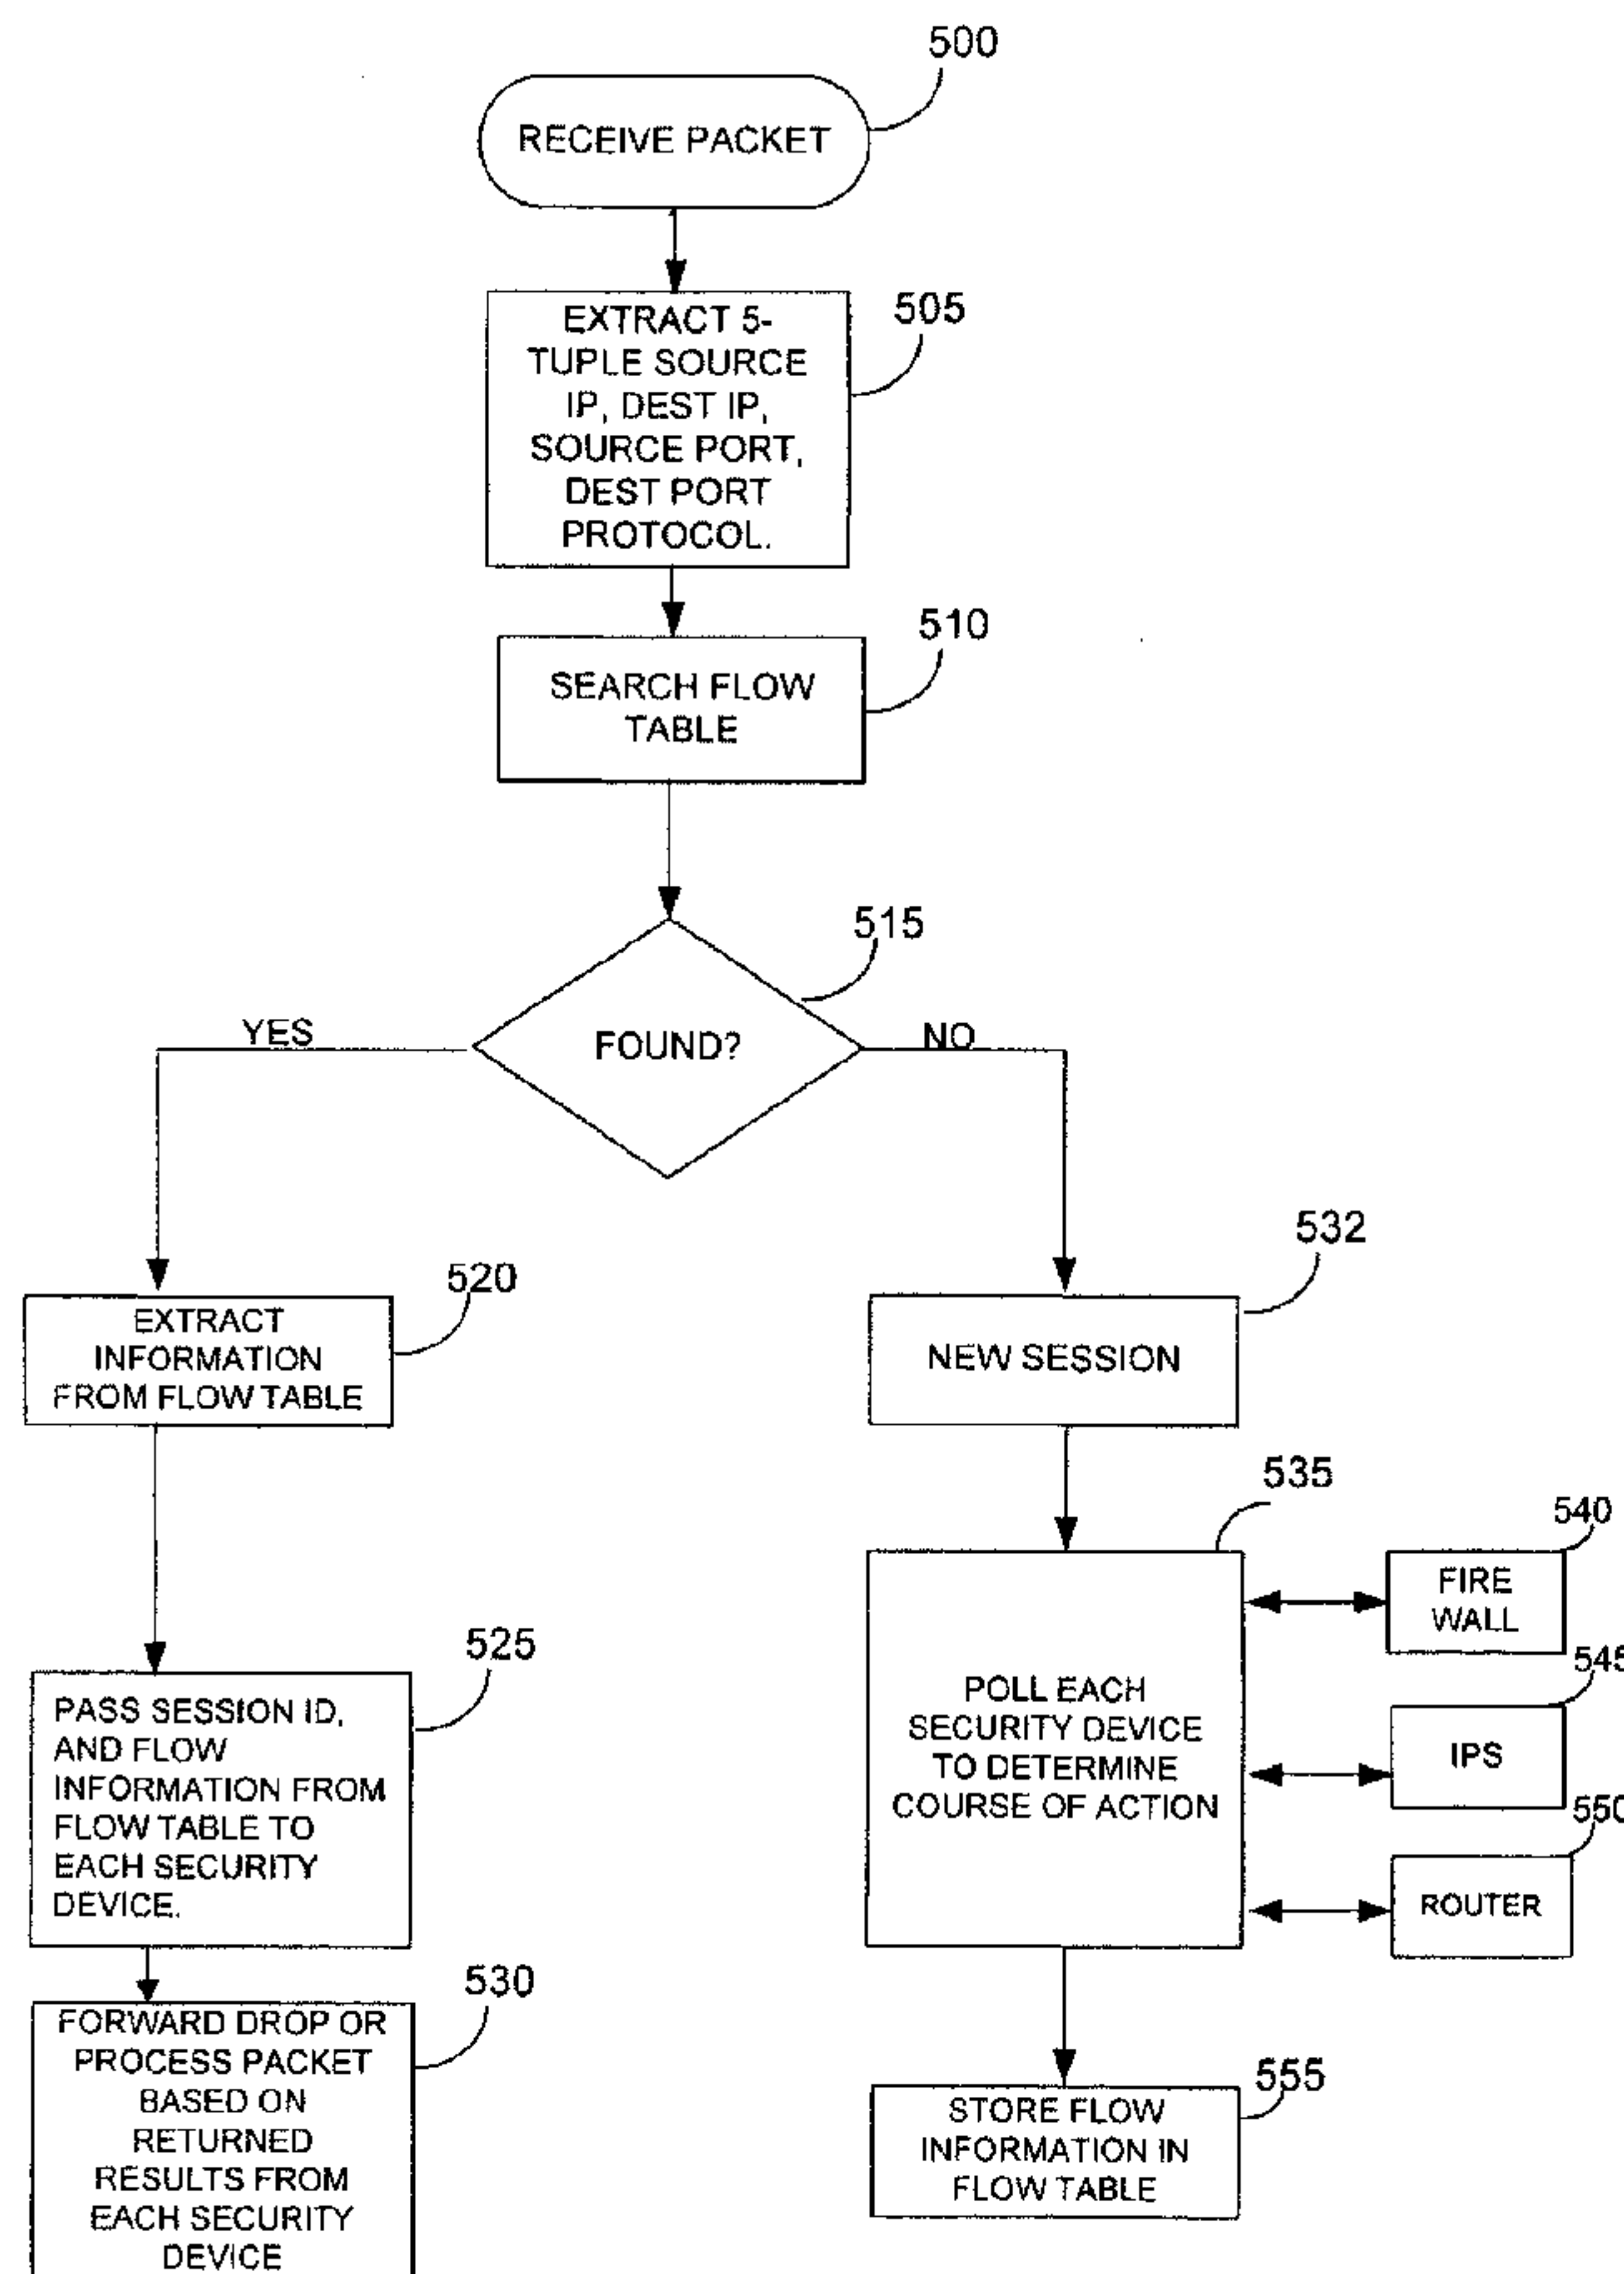 500
RECEIVE PACKET
505
EXTRACT 5-
TUPLE SOURCE
IP, DEST IP,
SOURCE PORT,
DEST PORT
PROTOCOL.
510
SEARCH FLOW
TABLE
515
FOUND?
YES
NO
520
EXTRACT
INFORMATION
FROM FLOW TABLE
532
NEW SESSION
525
PASS SESSION ID,
AND FLOW
INFORMATION FROM
FLOW TABLE TO
EACH SECURITY
DEVICE.
535
POLL EACH
SECURITY DEVICE
TO DETERMINE
COURSE OF ACTION
540
FIRE
WALL
545
IPS
550
ROUTER
530
FORWARD DROP OR
PROCESS PACKET
BASED ON
RETURNED
RESULTS FROM
EACH SECURITY
DEVICE
555
STORE FLOW
INFORMATION IN
FLOW TABLE